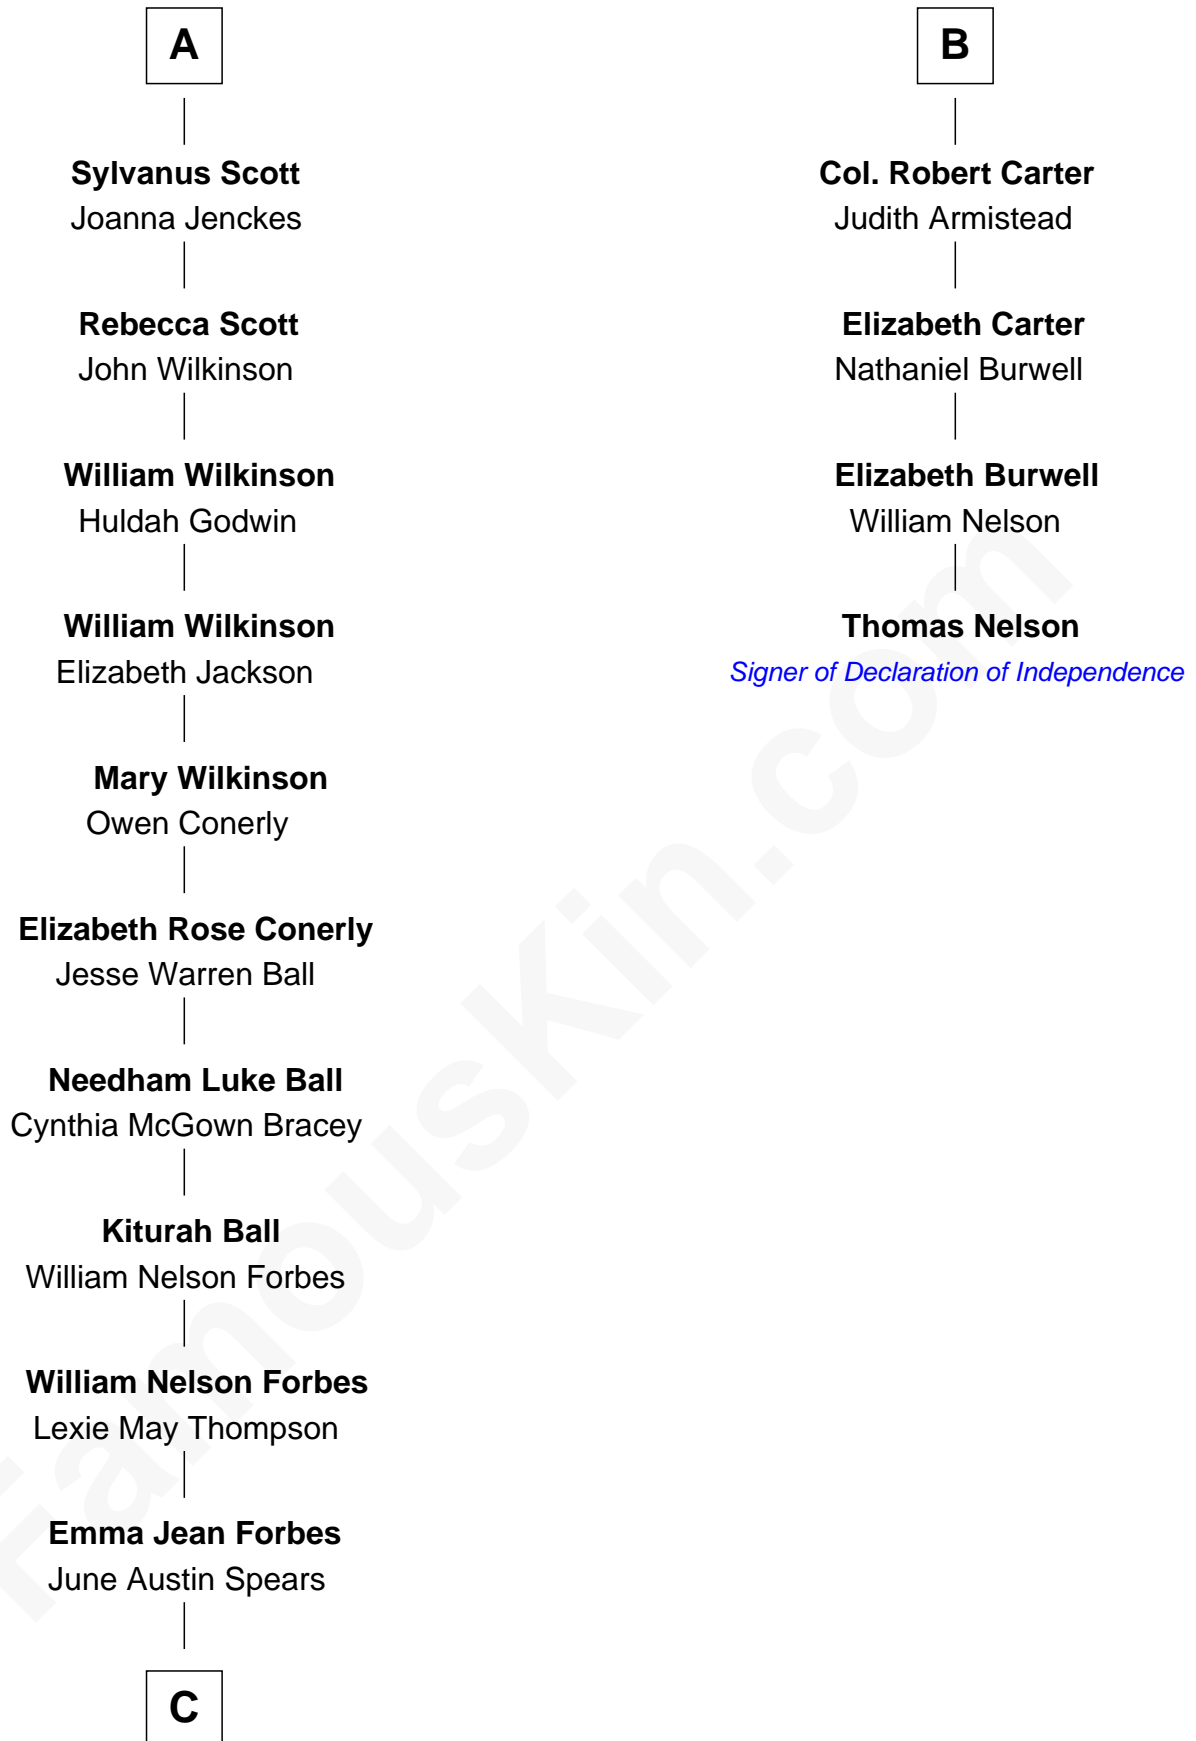 A
Sylvanus Scott
Joanna Jenckes
Rebecca Scott
John Wilkinson
William Wilkinson
Huldah Godwin
William Wilkinson
Elizabeth Jackson
Mary Wilkinson
Owen Conerly
Elizabeth Rose Conerly
Jesse Warren Ball
Needham Luke Ball
Cynthia McGown Bracey
Kiturah Ball
William Nelson Forbes
William Nelson Forbes
Lexie May Thompson
Emma Jean Forbes
June Austin Spears
C
B
Col. Robert Carter
Judith Armistead
Elizabeth Carter
Nathaniel Burwell
Elizabeth Burwell
William Nelson
Thomas Nelson
Signer of Declaration of Independence
FamousKin.com